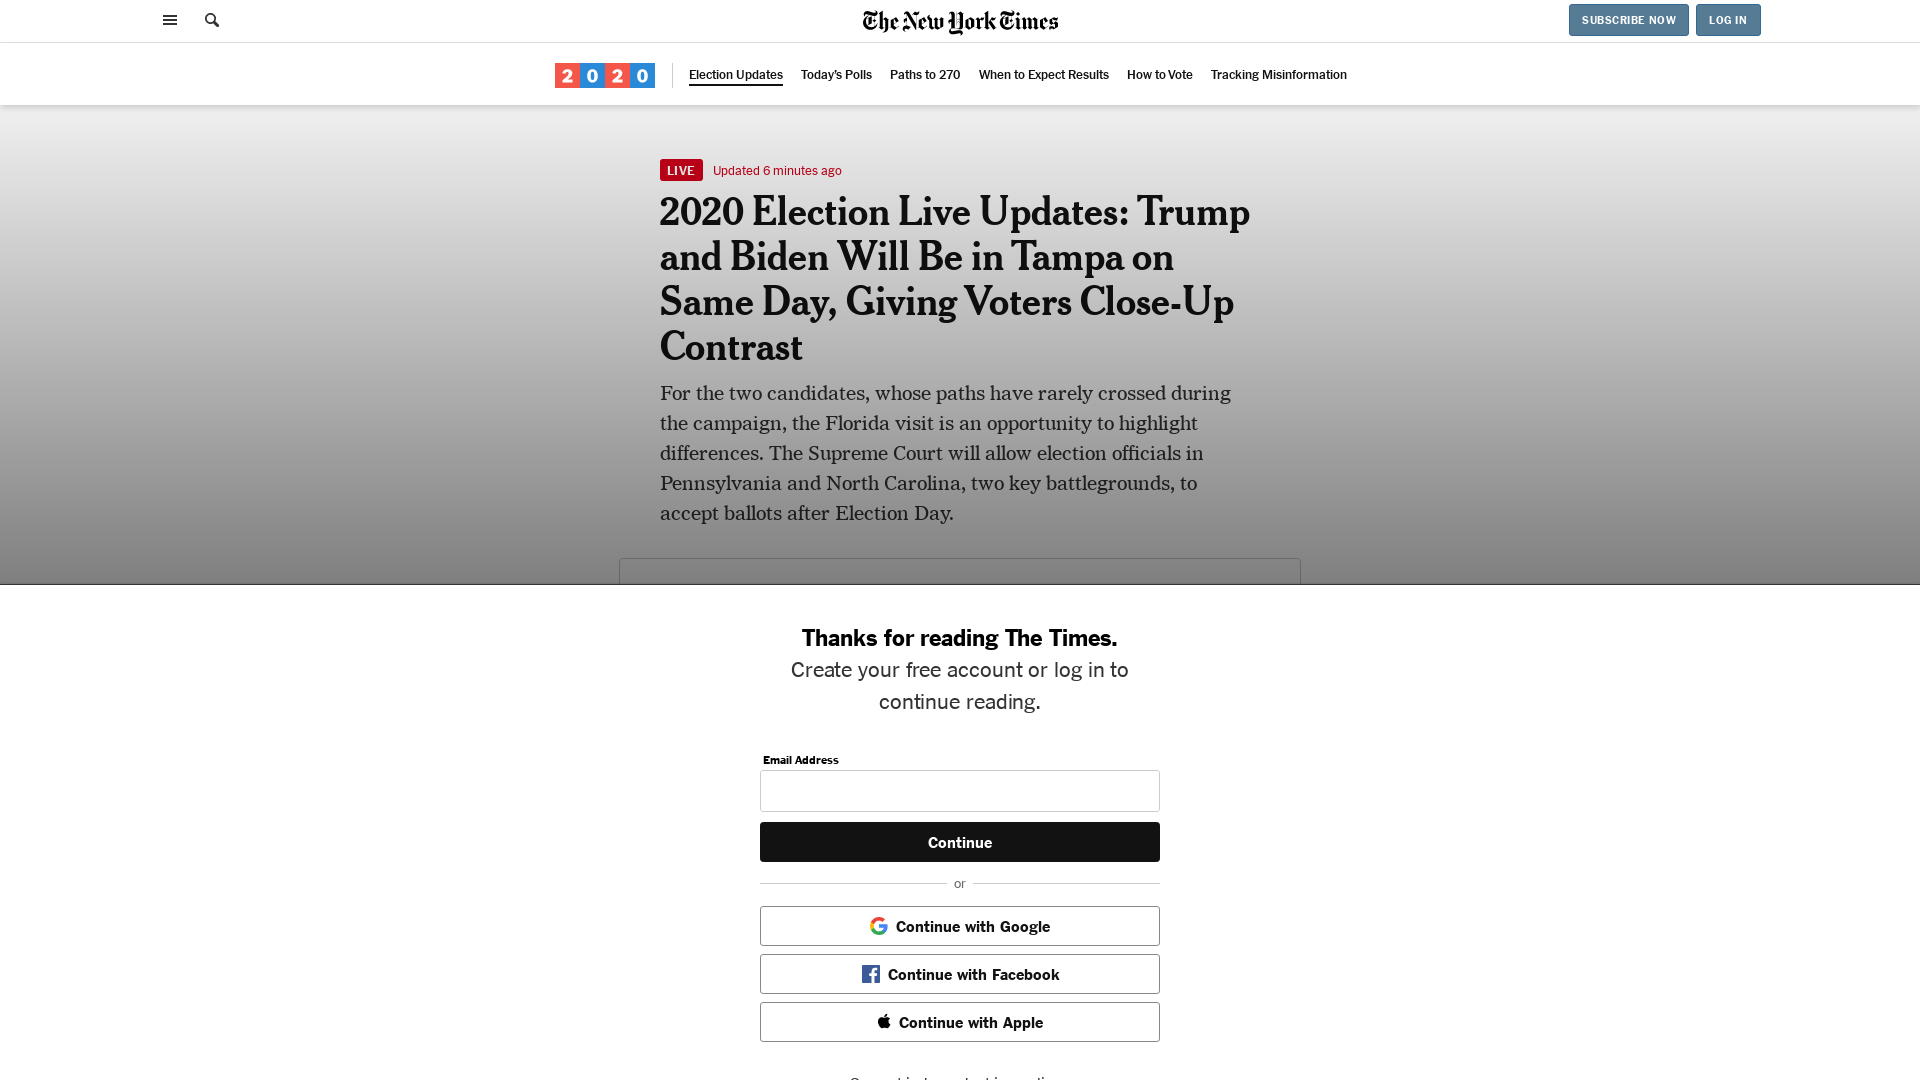 The New York Times
SUBSCRIBE NOW
LOG IN
2020
Election Updates
Today's Polls
Paths to 270
When to Expect Results
How to Vote
Tracking Misinformation
LIVE
Updated 6 minutes ago
2020 Election Live Updates: Trump
and Biden Will Be in Tampa on
Same Day, Giving Voters Close-Up
Contrast
For the two candidates, whose paths have rarely crossed during
the campaign, the Florida visit is an opportunity to highlight
differences. The Supreme Court will allow election officials in
Pennsylvania and North Carolina, two key battlegrounds, to
accept ballots after Election Day.
Thanks for reading The Times.
Create your free account or log in to
continue reading.
Email Address
Continue
or
Continue with Google
Continue with Facebook
Continue with Apple